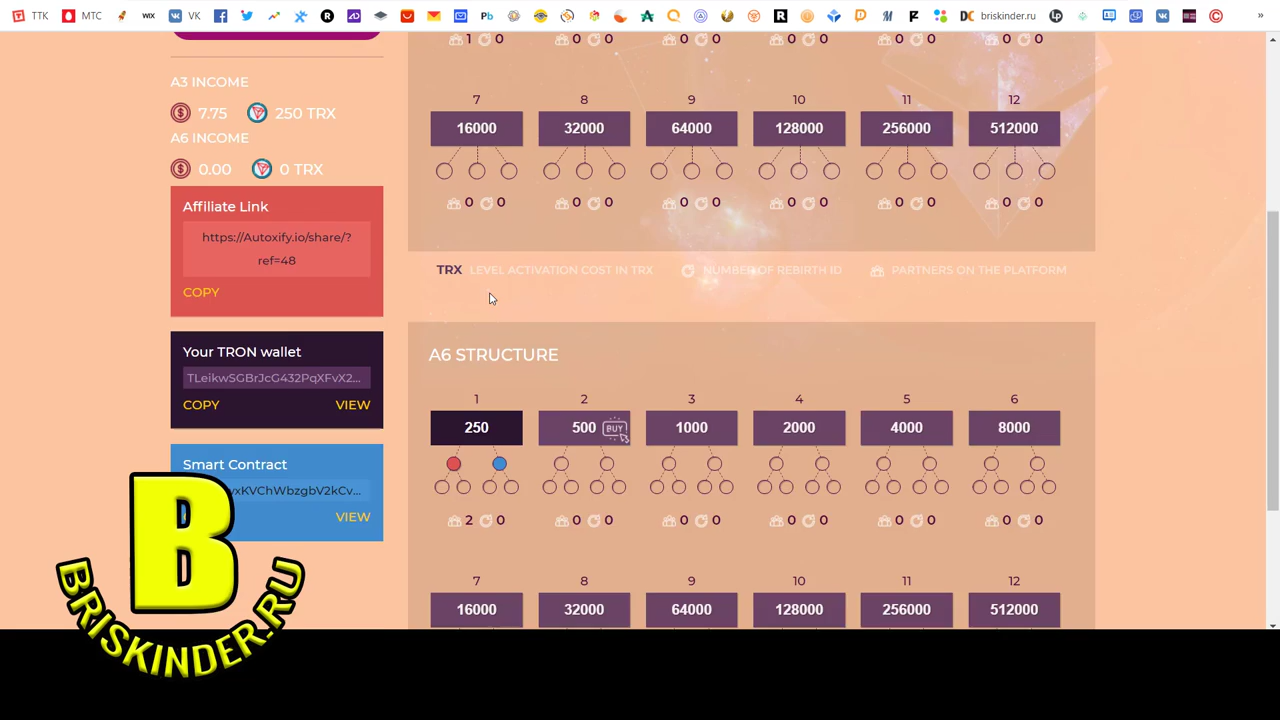 ТТК МТС WIX VK Pb briskinder.ru »
A3 INCOME
7.75 250 TRX
A6 INCOME
0.00 0 TRX
Affiliate Link
https://Autoxify.io/share/?
ref=48
COPY
Your TRON wallet
TLeikwSGBrJcG432PqXFvX2...
COPY VIEW
Smart Contract
yxKVChWbzgbV2kCv...
VIEW
1 0 0 0 0 0 0 0 0 0 0 0
7 8 9 10 11 12
16000 32000 64000 128000 256000 512000
0 0 0 0 0 0 0 0 0 0 0 0
TRX LEVEL ACTIVATION COST IN TRX NUMBER OF REBIRTH ID PARTNERS ON THE PLATFORM
A6 STRUCTURE
1 2 3 4 5 6
250 500 BUY 1000 2000 4000 8000
2 0 0 0 0 0 0 0 0 0 0 0
7 8 9 10 11 12
16000 32000 64000 128000 256000 512000
B
BRISKINDER.RU